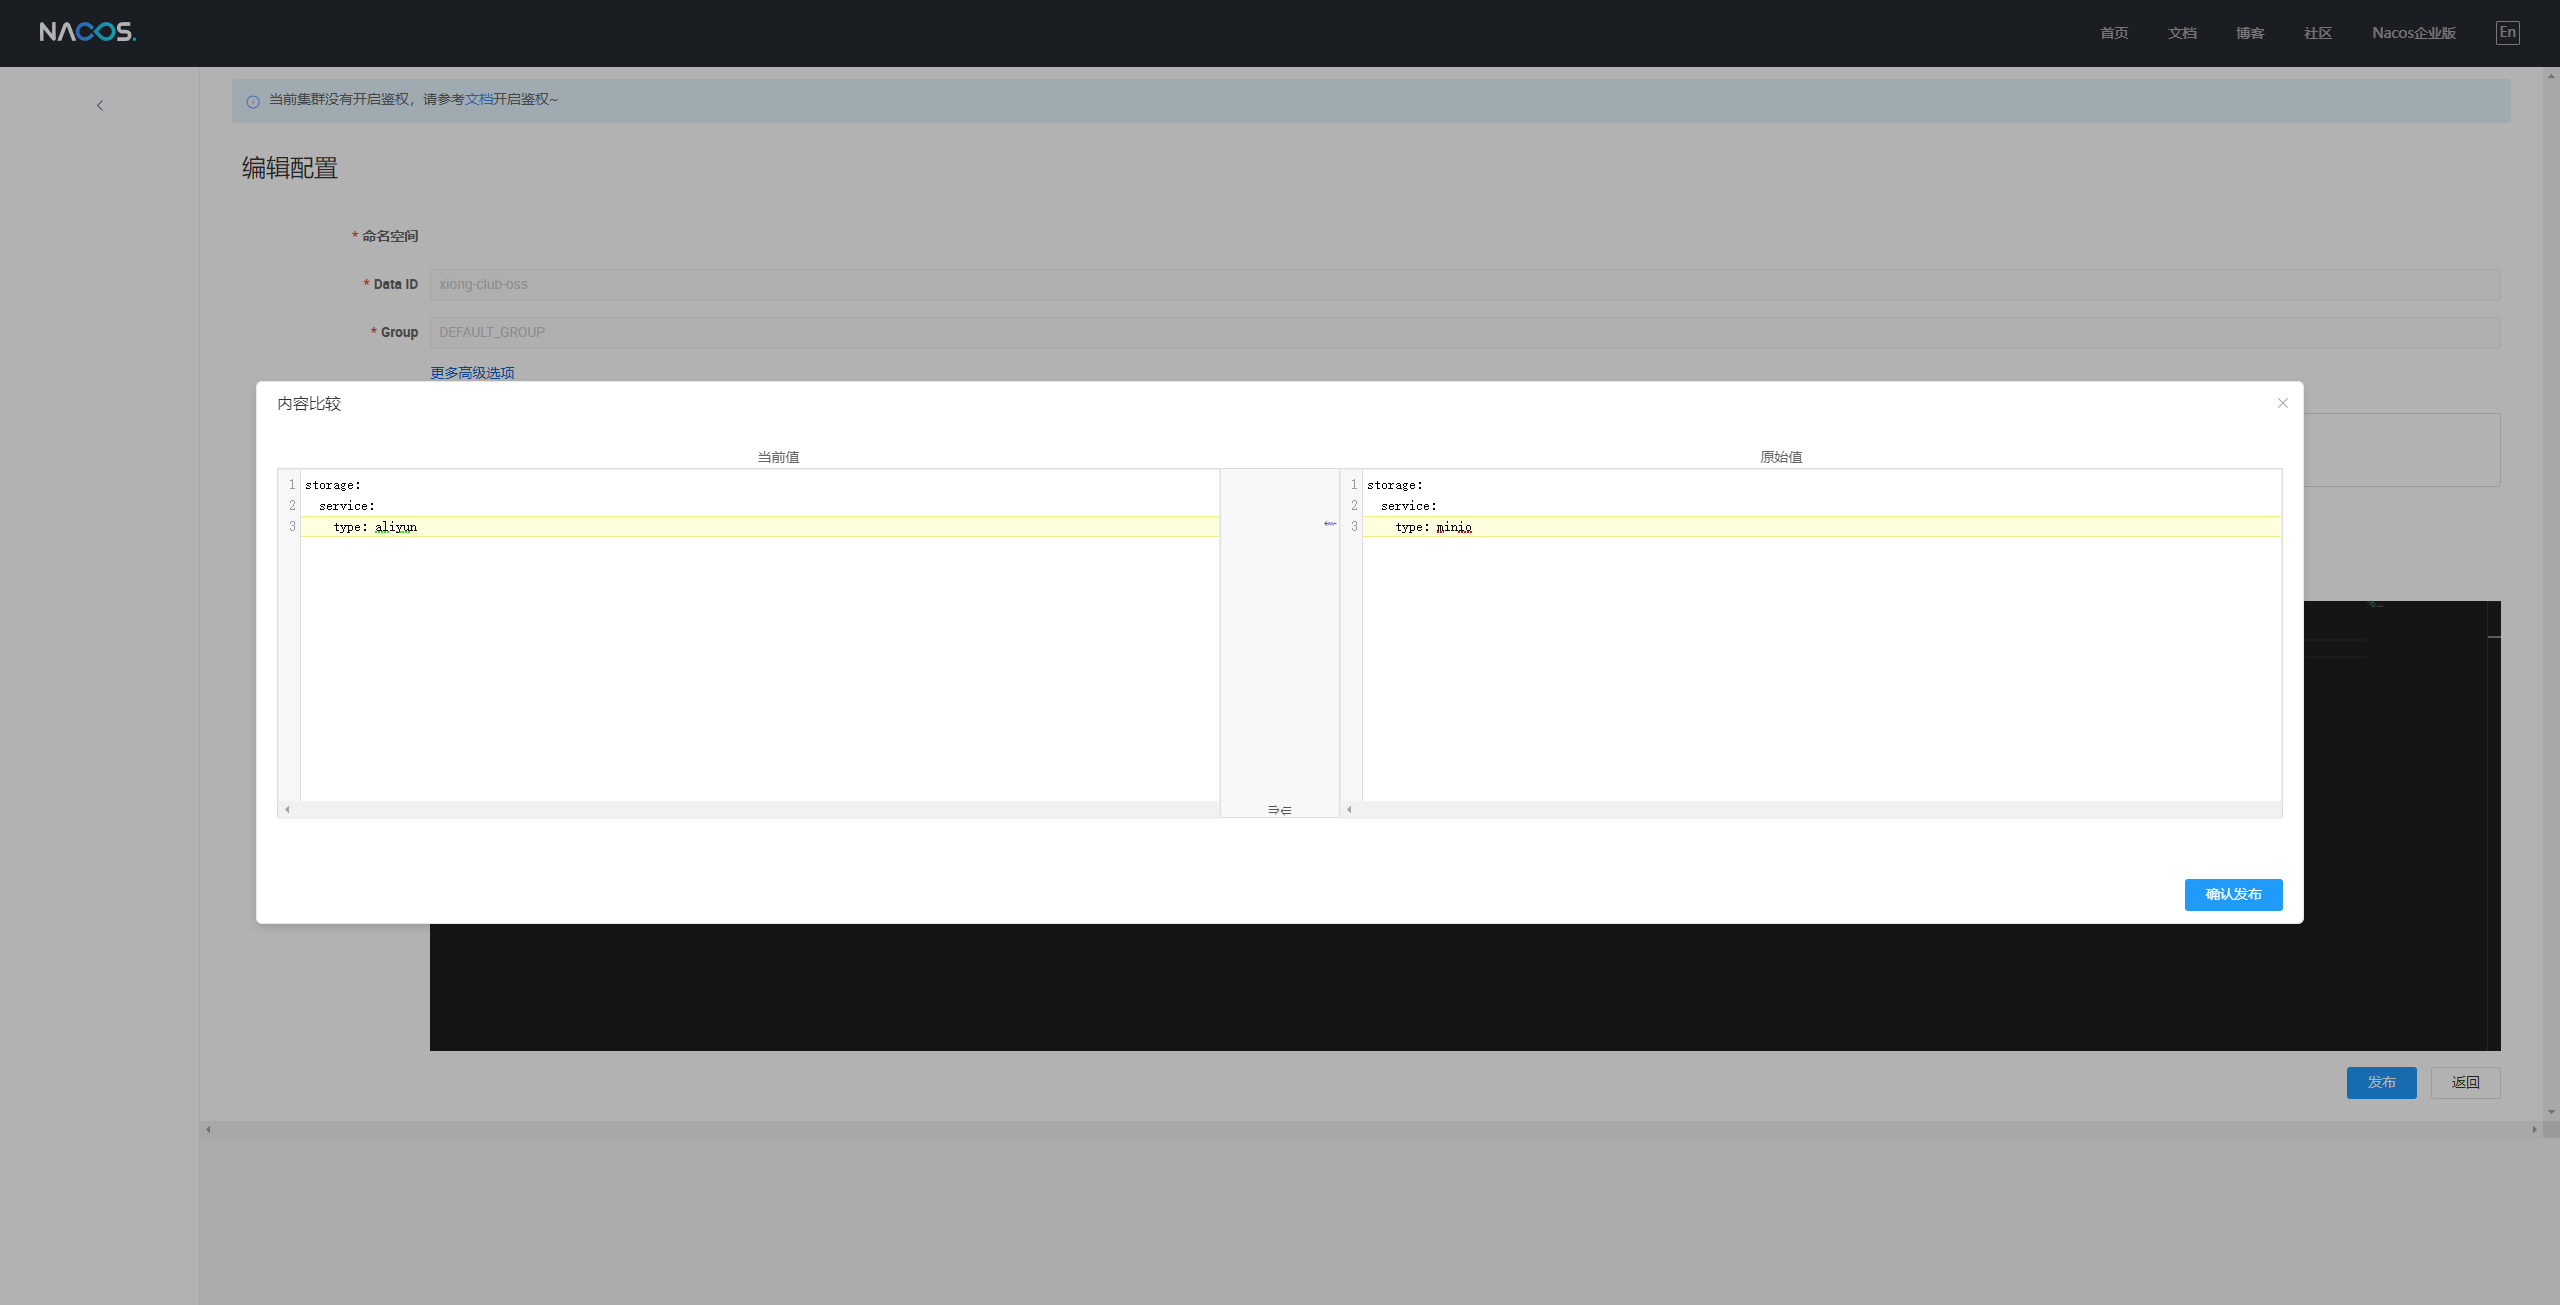 NACOS.
首页 文档 博客 社区 Nacos企业版 En
当前集群没有开启鉴权，请参考文档开启鉴权~
编辑配置
* 命名空间
* Data ID xiong-club-oss
* Group DEFAULT_GROUP
更多高级选项
内容比较
当前值 原始值
1 storage: 1 storage:
2 service: 2 service:
3 type: aliyun 3 type: minio
确认发布
发布 返回